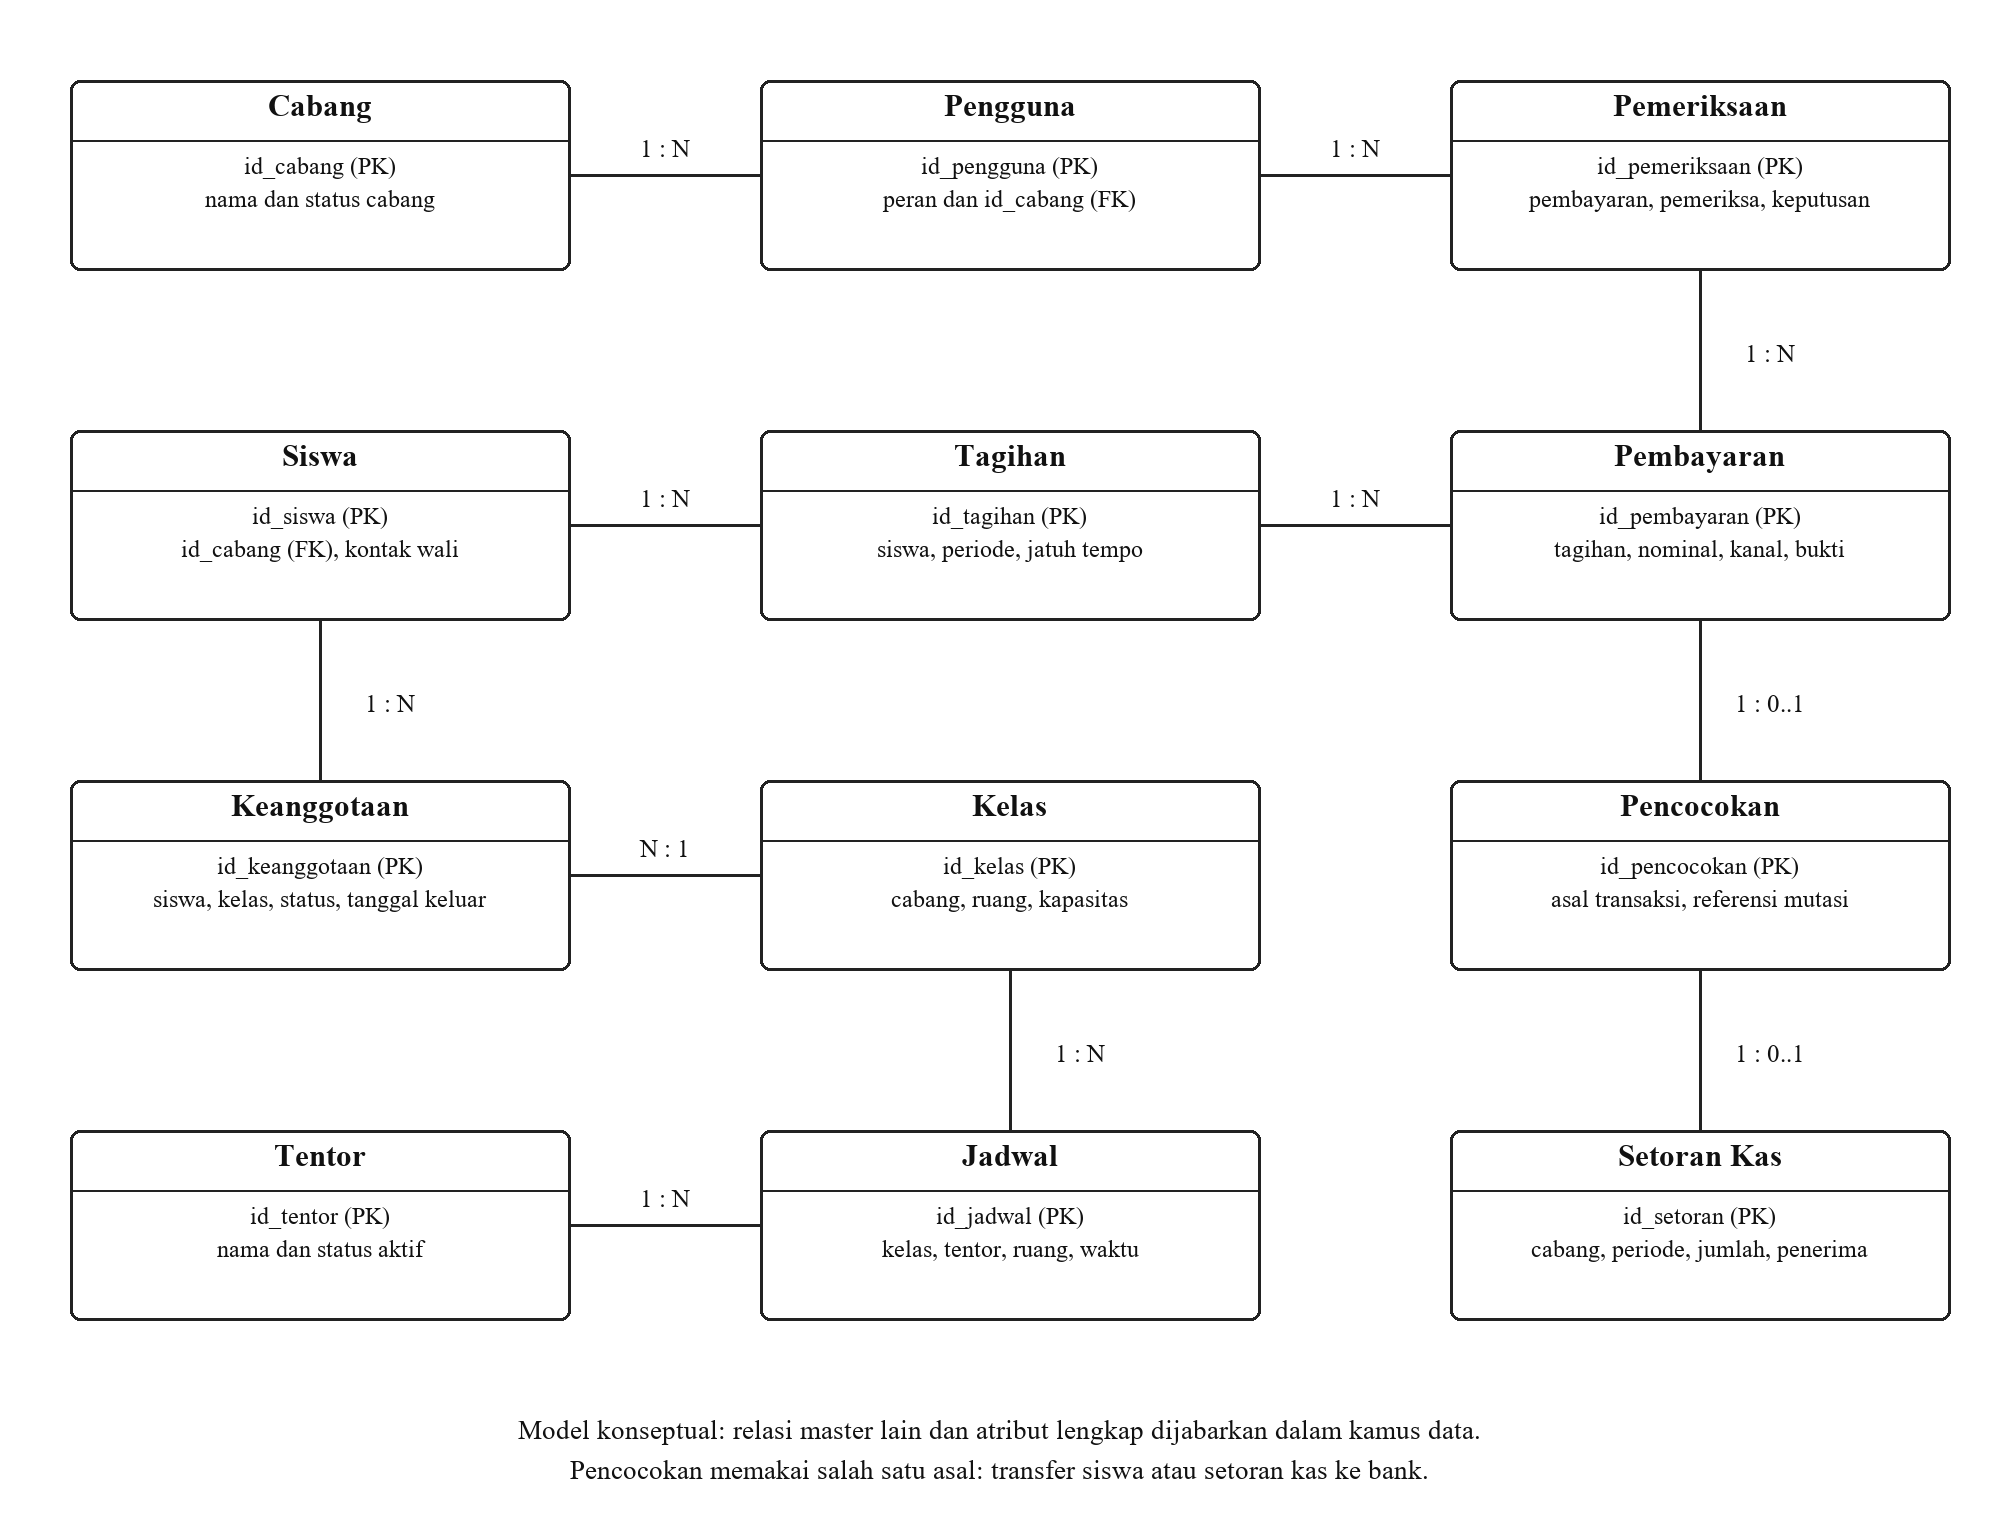 Cabang
id_cabang (PK)
nama dan status cabang
1 : N
Pengguna
id_pengguna (PK)
peran dan id_cabang (FK)
1 : N
Pemeriksaan
id_pemeriksaan (PK)
pembayaran, pemeriksa, keputusan
1 : N
Siswa
id_siswa (PK)
id_cabang (FK), kontak wali
1 : N
Tagihan
id_tagihan (PK)
siswa, periode, jatuh tempo
1 : N
Pembayaran
id_pembayaran (PK)
tagihan, nominal, kanal, bukti
1 : N
1 : 0..1
Keanggotaan
id_keanggotaan (PK)
siswa, kelas, status, tanggal keluar
N : 1
Kelas
id_kelas (PK)
cabang, ruang, kapasitas
Pencocokan
id_pencocokan (PK)
asal transaksi, referensi mutasi
1 : N
1 : 0..1
Tentor
id_tentor (PK)
nama dan status aktif
1 : N
Jadwal
id_jadwal (PK)
kelas, tentor, ruang, waktu
Setoran Kas
id_setoran (PK)
cabang, periode, jumlah, penerima
Model konseptual: relasi master lain dan atribut lengkap dijabarkan dalam kamus data.
Pencocokan memakai salah satu asal: transfer siswa atau setoran kas ke bank.